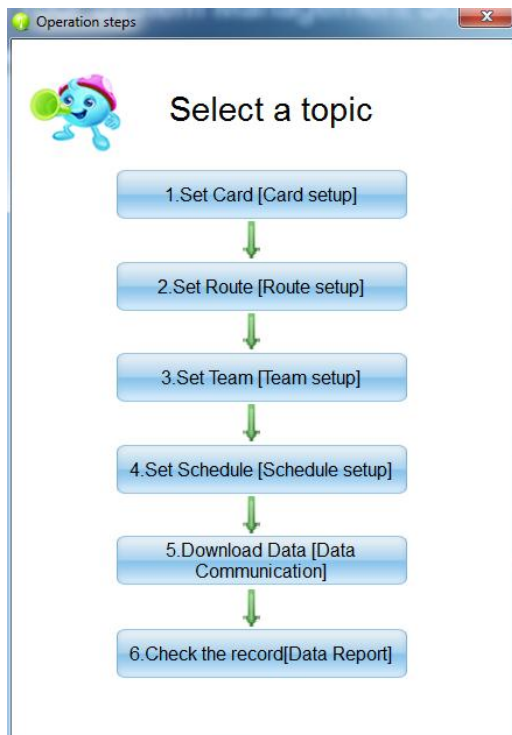 Operation steps
Select a topic
1.Set Card [Card setup]
2.Set Route [Route setup]
3.Set Team [Team setup]
4.Set Schedule [Schedule setup]
5.Download Data [Data
Communication]
6.Check the record[Data Report]